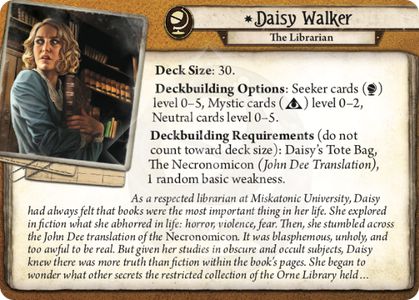 *Daisy Walker
The Librarian
Deck Size: 30.
Deckbuilding Options: Seeker cards ( )
level 0–5, Mystic cards ( ) level 0–2,
Neutral cards level 0–5.
Deckbuilding Requirements (do not
count toward deck size): Daisy's Tote Bag,
The Necronomicon (John Dee Translation),
1 random basic weakness.
As a respected librarian at Miskatonic University, Daisy
had always felt that books were the most important thing in her life. She explored
in fiction what she abhorred in life: horror, violence, fear. Then, she stumbled across
the John Dee translation of the Necronomicon. It was blasphemous, unholy, and
too awful to be real. But given her studies in obscure and occult subjects, Daisy
knew there was more truth than fiction within the book's pages. She began to
wonder what other secrets the restricted collection of the Orne Library held…